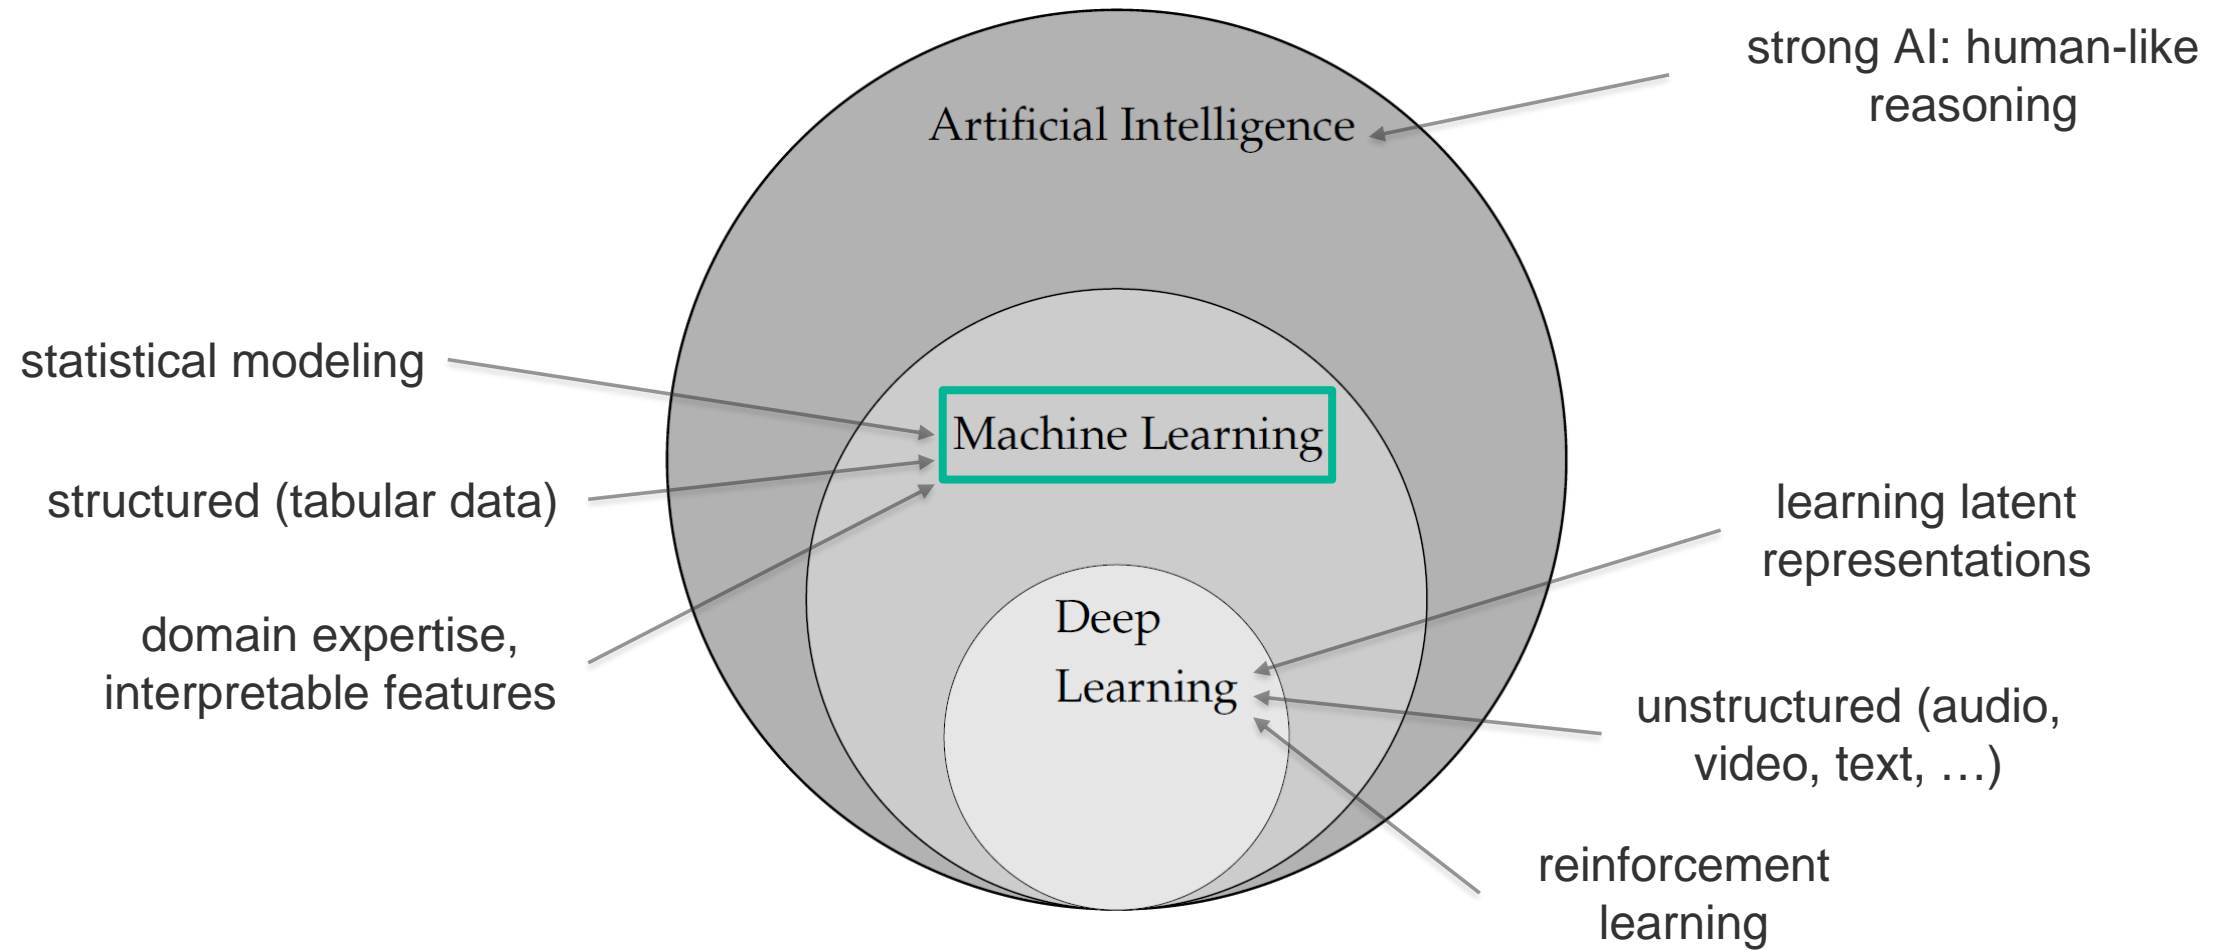 strong AI: human-like
reasoning
Artificial Intelligence
statistical modeling
Machine Learning
structured (tabular data)
domain expertise,
interpretable features
Deep
Learning
learning latent
representations
unstructured (audio,
video, text, …)
reinforcement
learning